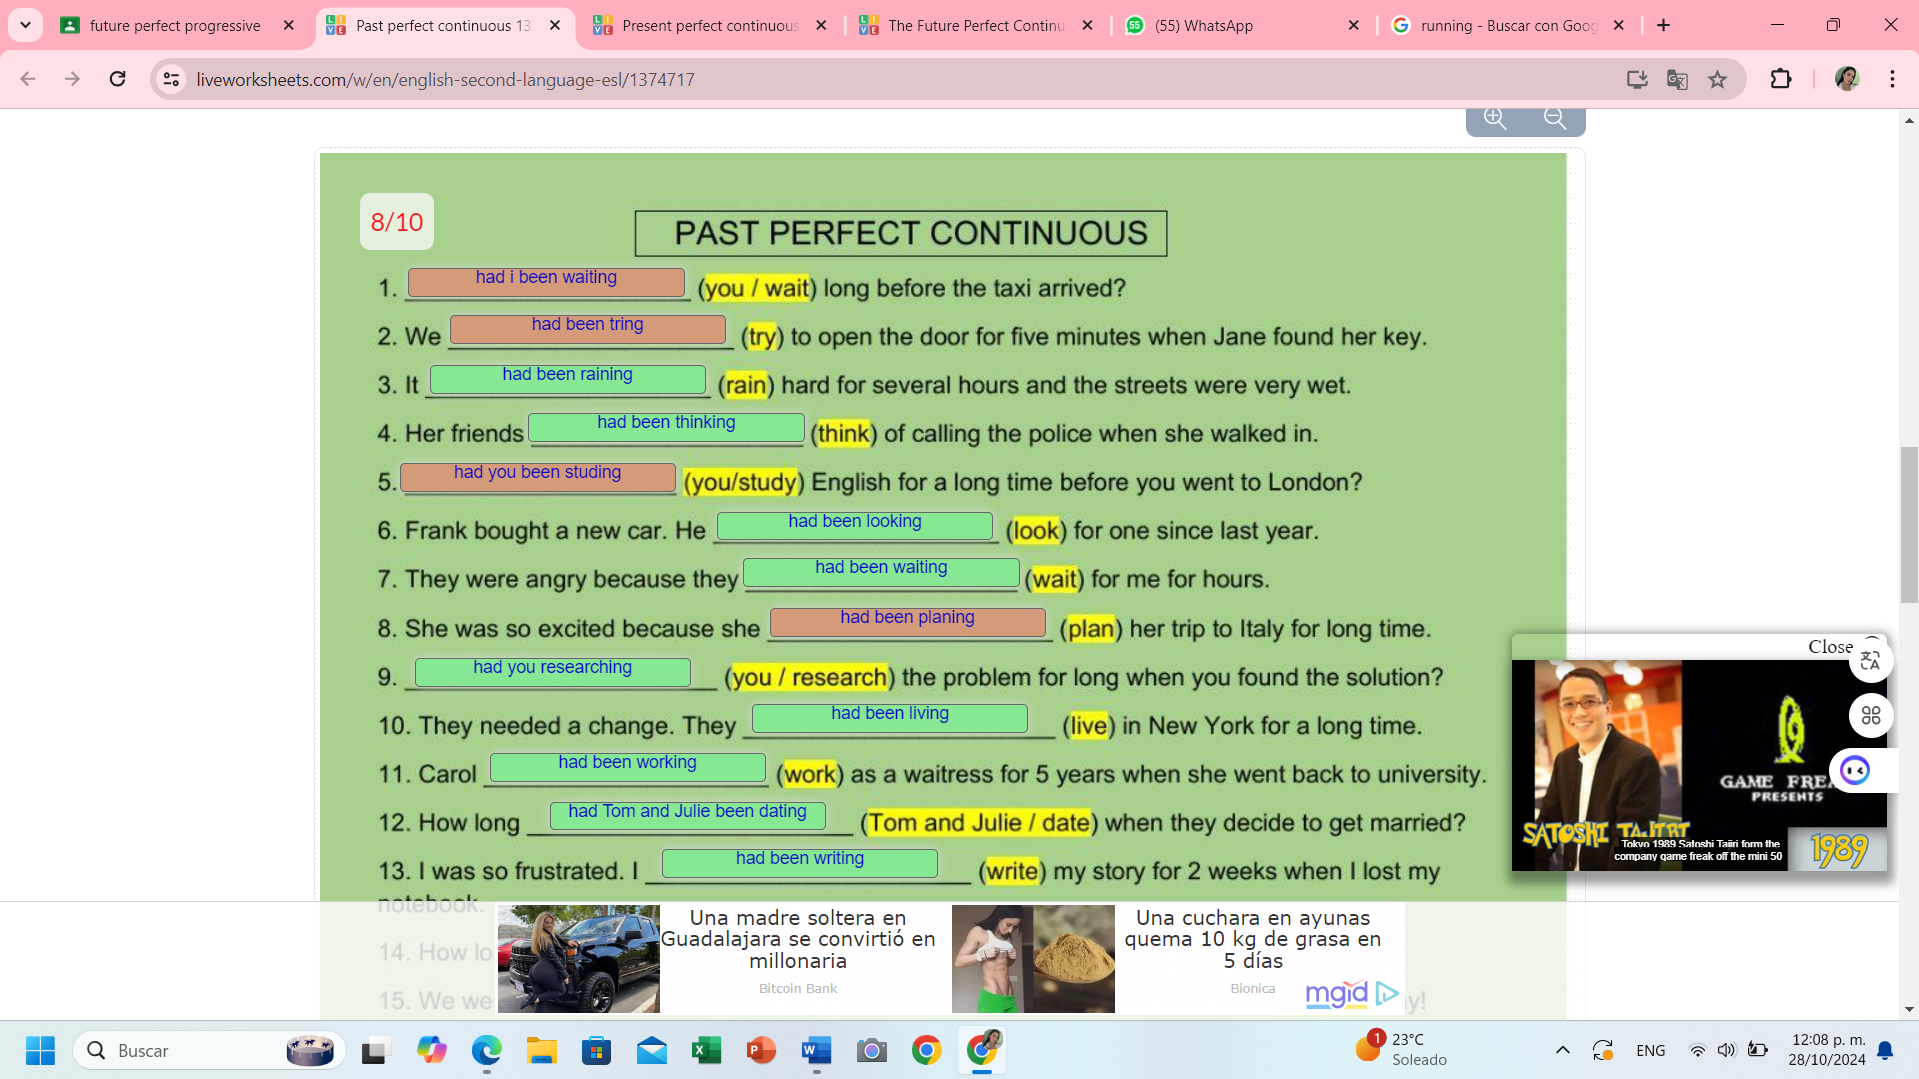 future perfect progressive
Past perfect continuous 13
Present perfect continuous
The Future Perfect Continu
(55) WhatsApp
running - Buscar con Goog
liveworksheets.com/w/en/english-second-language-esl/1374717
8/10
PAST PERFECT CONTINUOUS
1. had i been waiting (you / wait) long before the taxi arrived?
2. We had been tring (try) to open the door for five minutes when Jane found her key.
3. It had been raining (rain) hard for several hours and the streets were very wet.
4. Her friends had been thinking (think) of calling the police when she walked in.
5. had you been studing (you/study) English for a long time before you went to London?
6. Frank bought a new car. He had been looking (look) for one since last year.
7. They were angry because they had been waiting (wait) for me for hours.
8. She was so excited because she had been planing (plan) her trip to Italy for long time.
9. had you researching (you / research) the problem for long when you found the solution?
10. They needed a change. They had been living (live) in New York for a long time.
11. Carol had been working (work) as a waitress for 5 years when she went back to university.
12. How long had Tom and Julie been dating (Tom and Julie / date) when they decide to get married?
13. I was so frustrated. I had been writing (write) my story for 2 weeks when I lost my
notebook.
14. How lo
15. We we
y!
Close
GAME FREA
PRESENTS
SATOSHI TAJIRI
Tokyo 1989 Satoshi Tajiri form the
company game freak off the mini 50
1989
Una madre soltera en
Guadalajara se convirtió en
millonaria
Bitcoin Bank
Una cuchara en ayunas
quema 10 kg de grasa en
5 días
Bionica
mgid
Buscar
1
23°C
Soleado
ENG
12:08 p. m.
28/10/2024